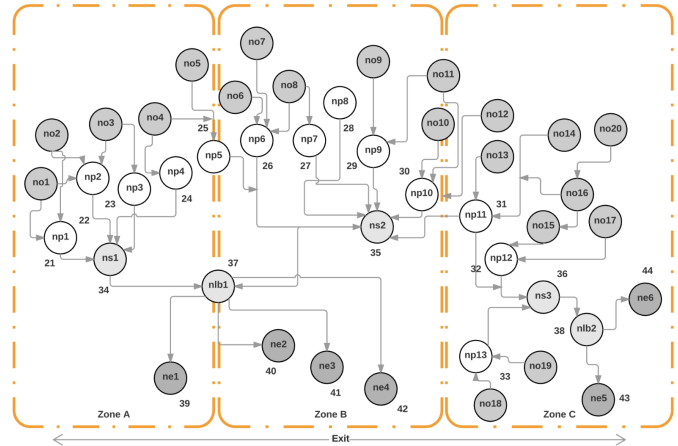 no7
no5
no9
no11
no8
no6
np8
no4
no3
no2
25
28
no10
no12
no14
no20
np6
np7
np9
np5
26
27
29
30
no13
np4
np2
no1
np3
24
23
22
np10
no16
31
np11
no15
no17
np1
21
ns1
34
ns2
35
32
np12
37
36
44
nlb1
ns3
ne6
38
nlb2
ne2
40
ne3
41
ne1
39
ne4
42
np13
33
no19
no18
ne5
43
Zone A
Zone B
Zone C
Exit